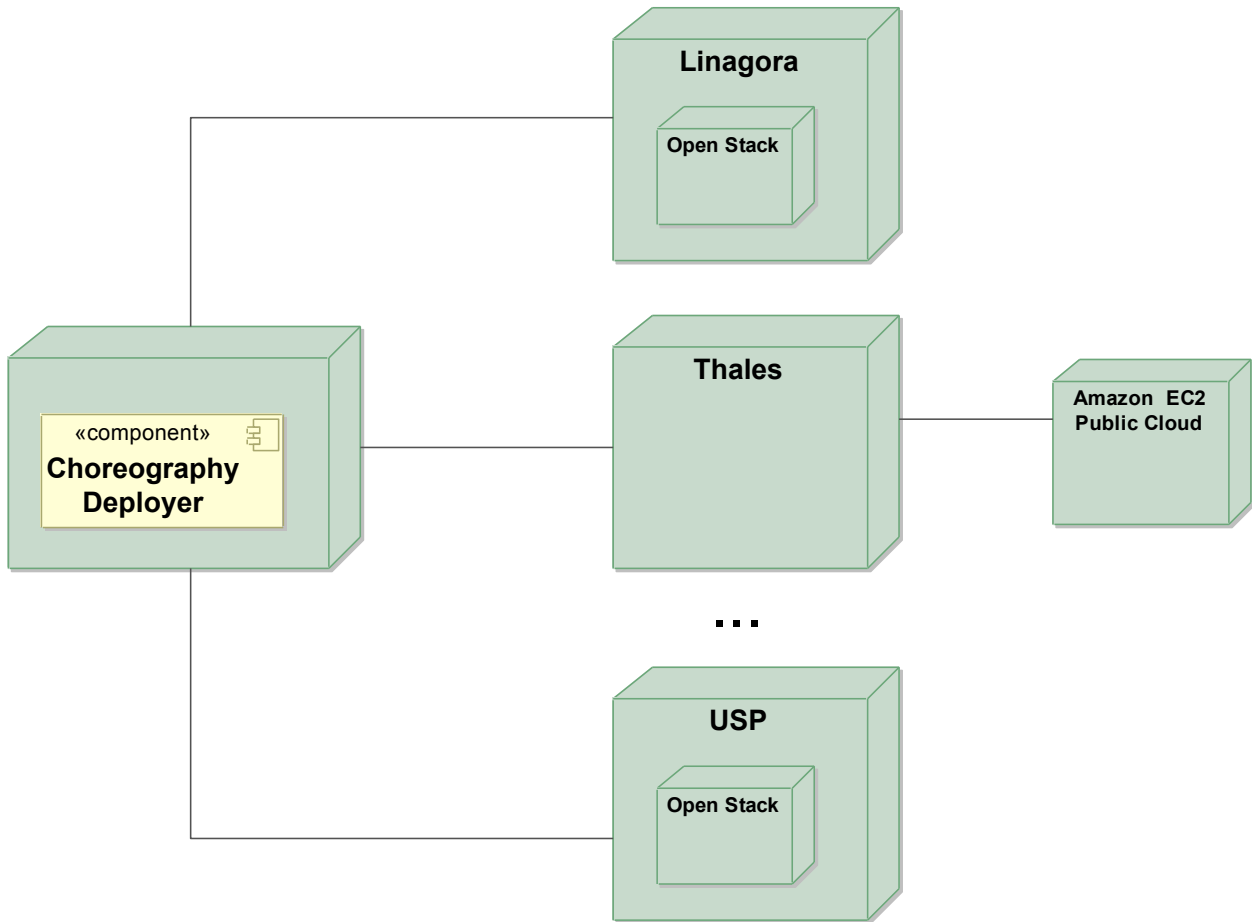 Linagora
Open Stack
Thales
Amazon EC2
Public Cloud
«component»
Choreography
Deployer
...
USP
Open Stack